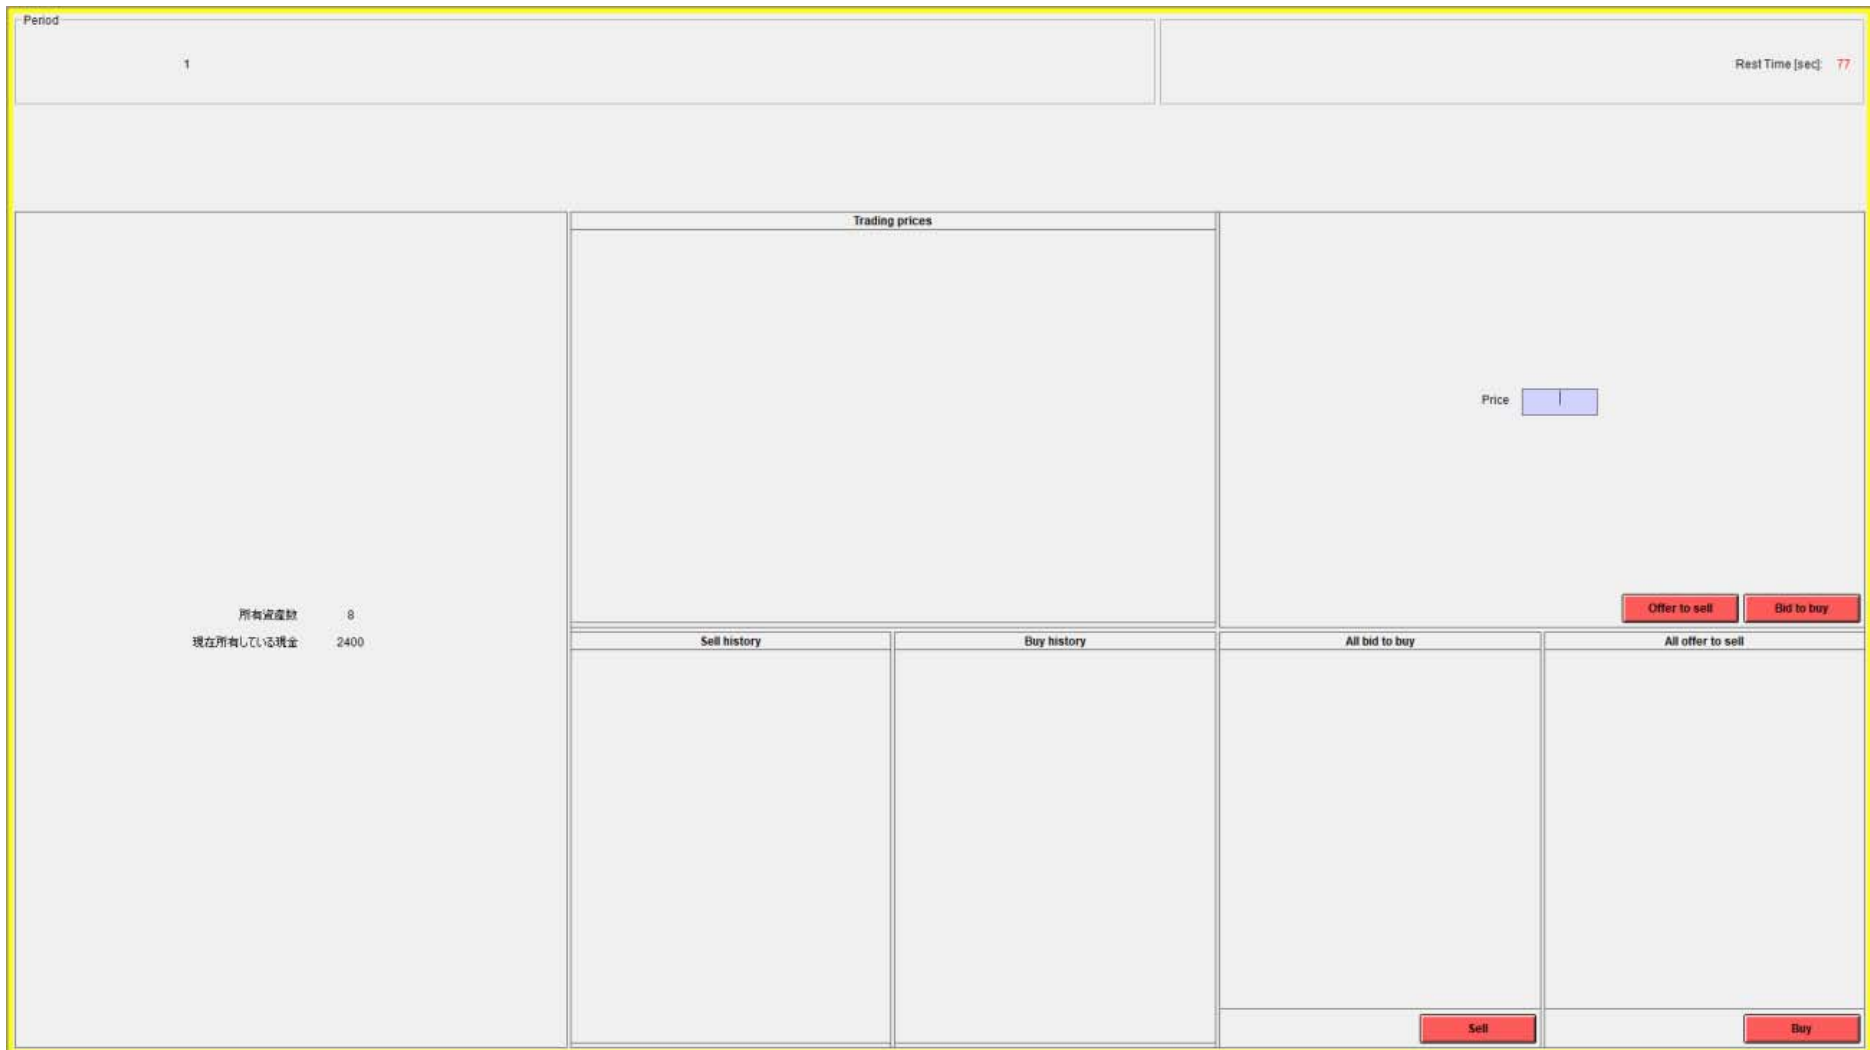 Period
1
Rest Time [sec]: 77
Trading prices
Price
Offer to sell
Bid to buy
所有資産数 8
現在所有している現金 2400
Sell history
Buy history
All bid to buy
All offer to sell
Sell
Buy